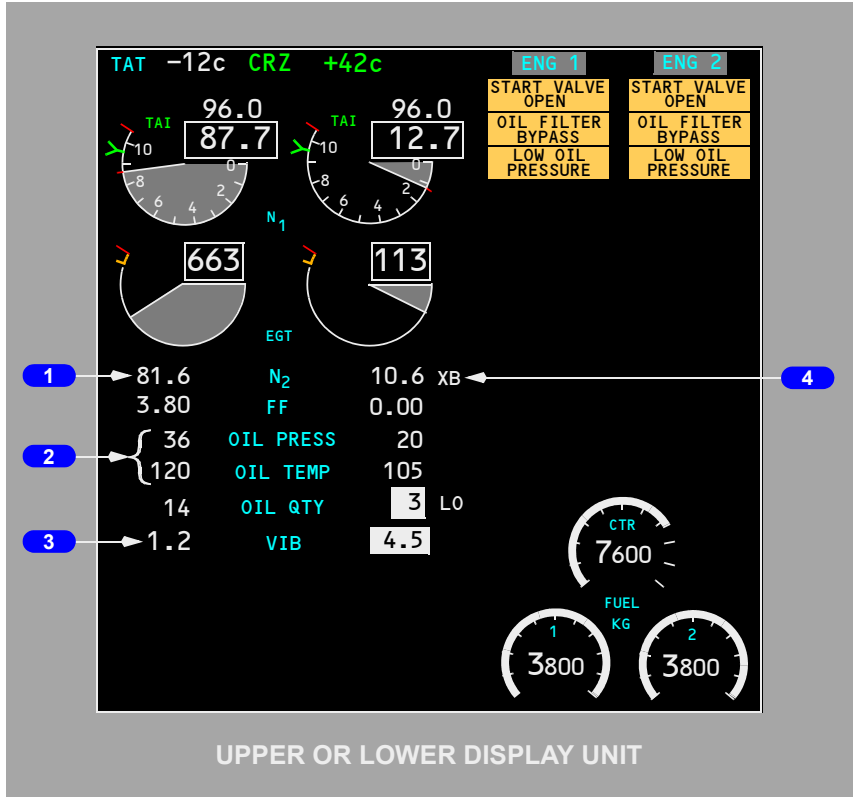 TAT -12c CRZ +42c
ENG 1 ENG 2
START VALVE OPEN START VALVE OPEN
OIL FILTER BYPASS OIL FILTER BYPASS
LOW OIL PRESSURE LOW OIL PRESSURE
TAI 96.0 TAI 96.0
87.7 12.7
10 8 6 4 2 0
10 8 6 4 2 0
N1
663 113
EGT
1 81.6 N2 10.6 XB 4
3.80 FF 0.00
2 36 OIL PRESS 20
120 OIL TEMP 105
14 OIL QTY 3 LO
3 1.2 VIB 4.5
CTR
7600
FUEL
KG
1 2
3800 3800
UPPER OR LOWER DISPLAY UNIT